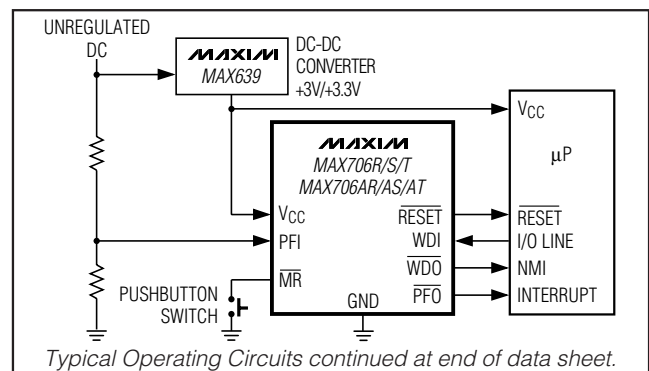 UNREGULATED
DC
MAXIM
MAX639
DC-DC
CONVERTER
+3V/+3.3V
VCC
µP
MAXIM
MAX706R/S/T
MAX706AR/AS/AT
VCC
RESET
RESET
PFI
WDI
I/O LINE
MR
WDO
NMI
PFO
INTERRUPT
GND
PUSHBUTTON
SWITCH
Typical Operating Circuits continued at end of data sheet.